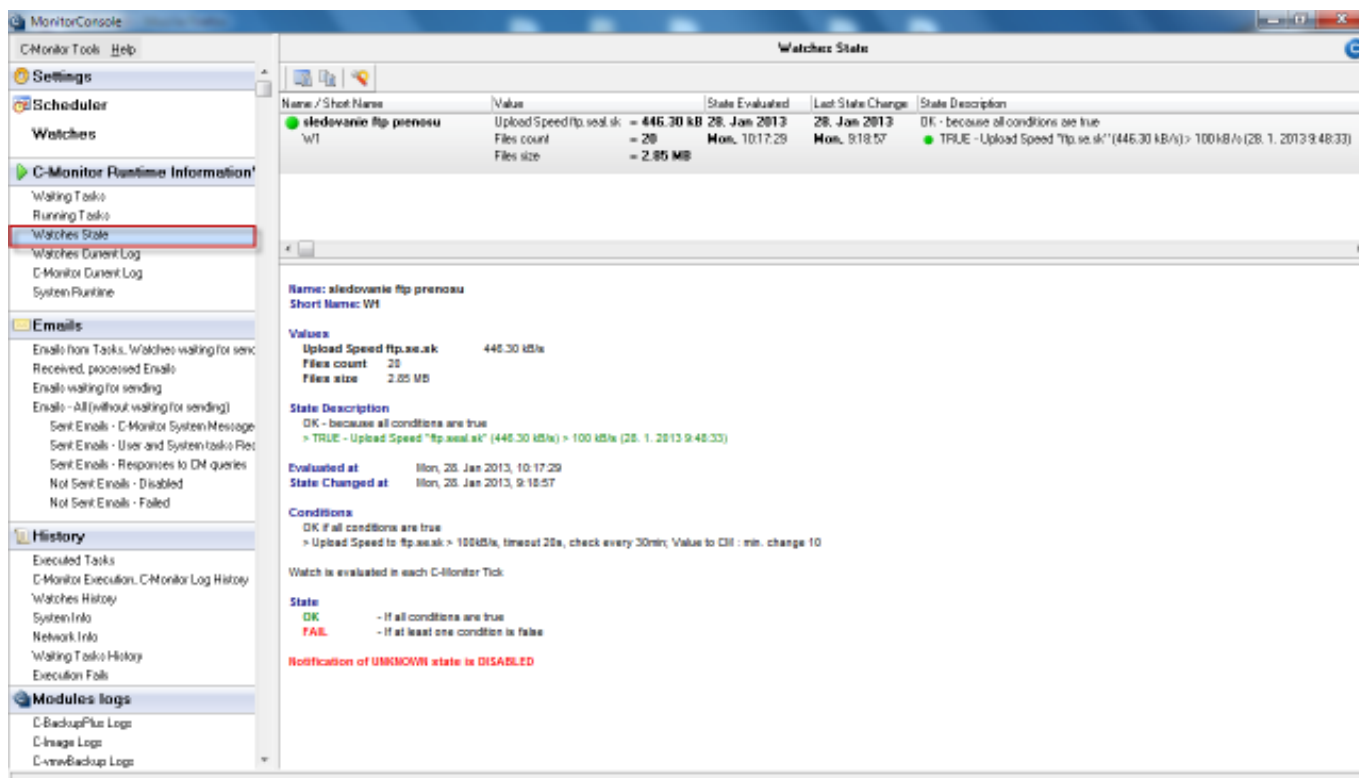 MonitorConsole
C-Monitor Tools Help
Watches State
Settings
Scheduler
Watches
C-Monitor Runtime Information
Waiting Tasks
Running Tasks
Watches State
Watches Current Log
C-Monitor Current Log
System Runtime
Emails
Emails from Tasks, Watches waiting for send
Received, processed Emails
Emails waiting for sending
Emails - All (without waiting for sending)
Sent Emails - C-Monitor System Message
Sent Emails - User and System tasks Res
Sent Emails - Responses to CM queries
Not Sent Emails - Disabled
Not Sent Emails - Failed
History
Executed Tasks
C-Monitor Execution, C-Monitor Log History
Watches History
System Info
Network Info
Waiting Tasks History
Execution Fails
Modules logs
C-BackupPlus Logs
C-Image Logs
C-vmwBackup Logs
Name / Short Name Value State Evaluated Last State Change State Description
sledovanie ftp prenosu Upload Speed ftp.seal.sk = 446.30 kB 28. Jan 2013 28. Jan 2013 OK - because all conditions are true
W1 Files count = 20 Mon, 10:17:29 Mon, 9:18:57 TRUE - Upload Speed "ftp.se.sk" (446.30 kB/s) > 100 kB/s (28. 1. 2013 9:48:33)
Files size = 2.85 MB
Name: sledovanie ftp prenosu
Short Name: W1
Values
Upload Speed ftp.se.sk 446.30 kB/s
Files count 20
Files size 2.85 MB
State Description
OK - because all conditions are true
> TRUE - Upload Speed "ftp.seal.sk" (446.30 kB/s) > 100 kB/s (28. 1. 2013 9:48:33)
Evaluated at Mon, 28. Jan 2013, 10:17:29
State Changed at Mon, 28. Jan 2013, 9:18:57
Conditions
OK if all conditions are true
> Upload Speed to ftp.se.sk > 100kB/s, timeout 20s, check every 30min; Value to CM : min. change 10
Watch is evaluated in each C-Monitor Tick
State
OK - If all conditions are true
FAIL - If at least one condition is false
Notification of UNKNOWN state is DISABLED